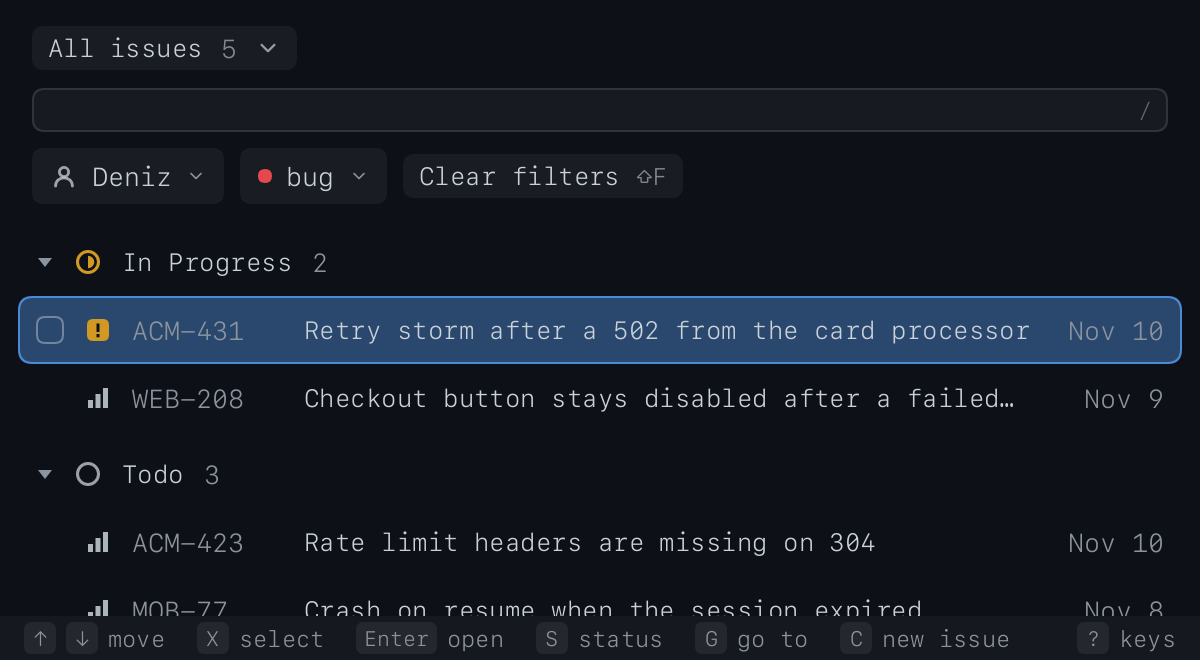 All issues 5
/
Deniz bug Clear filters ⇧F
In Progress 2
ACM-431 Retry storm after a 502 from the card processor Nov 10
WEB-208 Checkout button stays disabled after a failed… Nov 9
Todo 3
ACM-423 Rate limit headers are missing on 304 Nov 10
MOB-77 Crash on resume when the session expired Nov 8
↑ ↓ move X select Enter open S status G go to C new issue ? keys